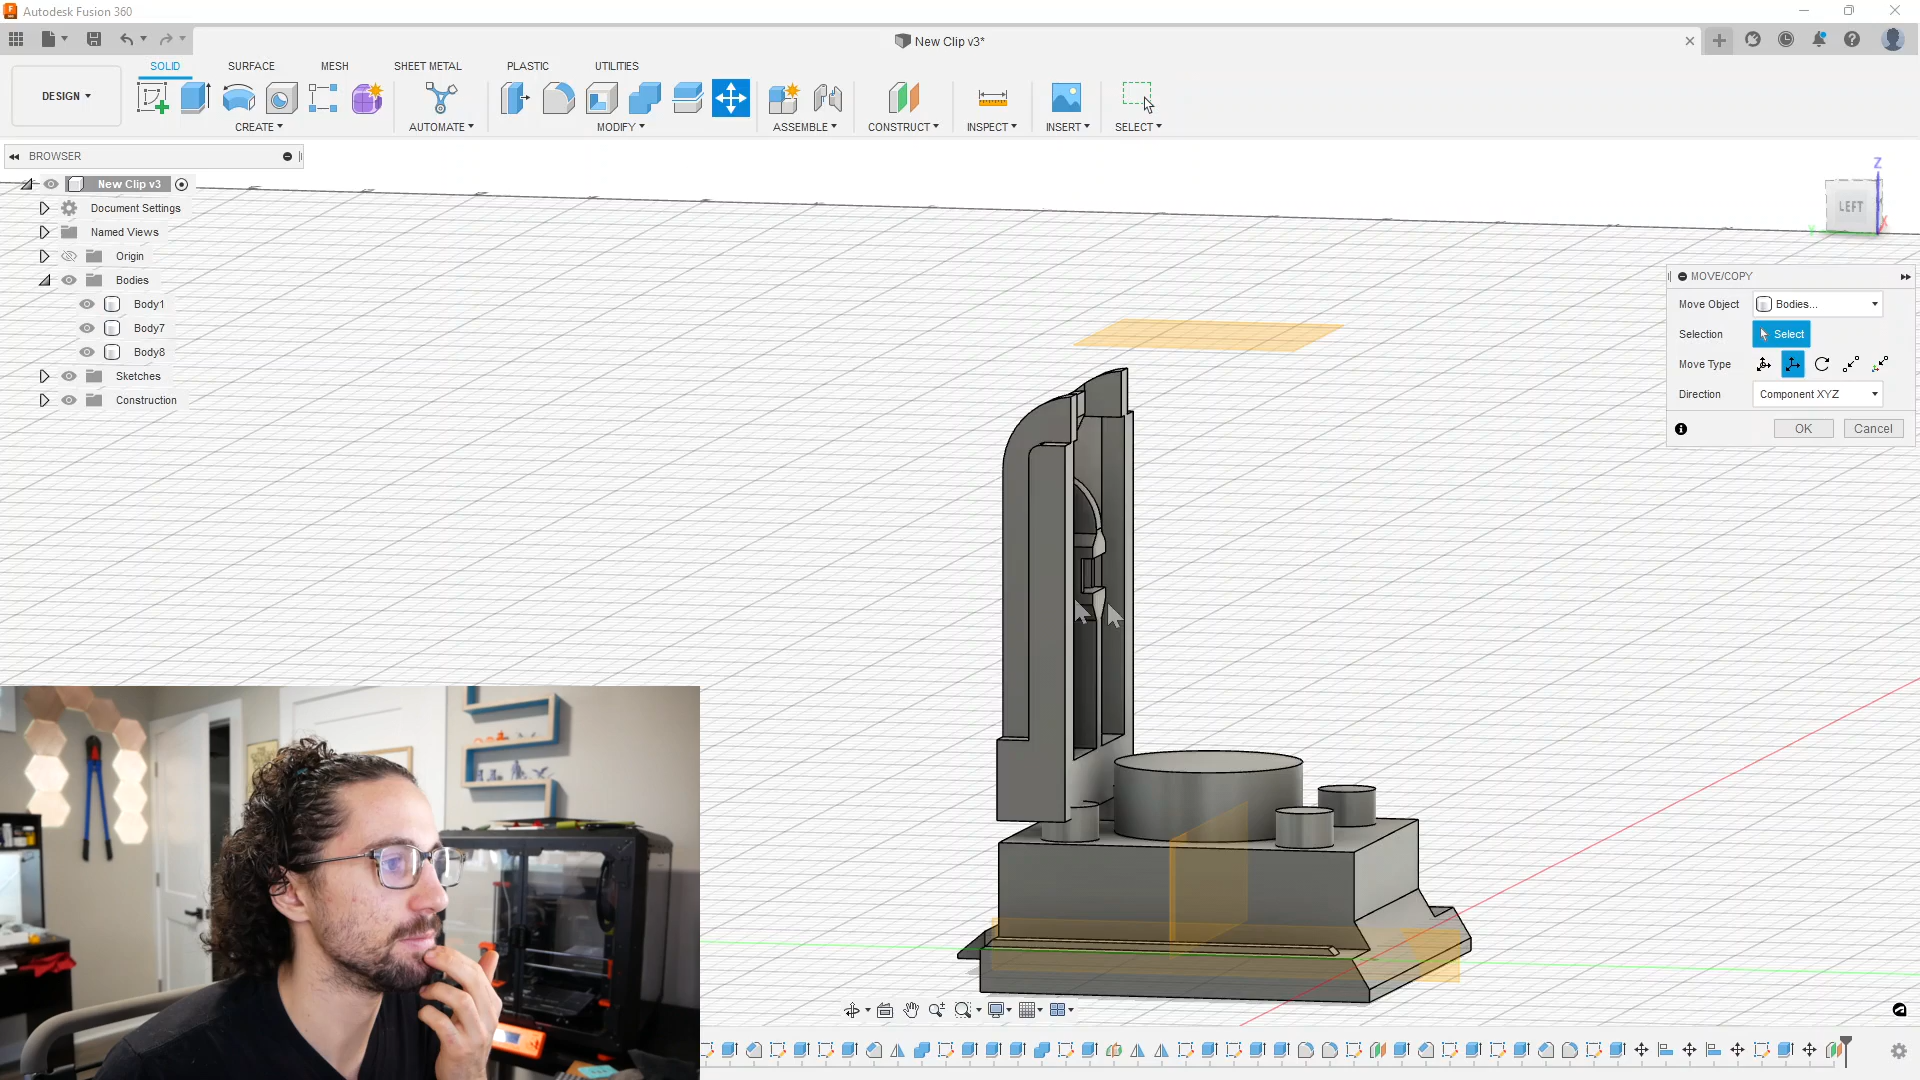 Autodesk Fusion 360
New Clip v3*
DESIGN
SOLID SURFACE MESH SHEET METAL PLASTIC UTILITIES
CREATE AUTOMATE MODIFY ASSEMBLE CONSTRUCT INSPECT INSERT SELECT
BROWSER
New Clip v3
Document Settings
Named Views
Origin
Bodies
Body1
Body7
Body8
Sketches
Construction
Z
LEFT
X
Y
MOVE/COPY
Move Object Bodies...
Selection Select
Move Type
Direction Component XYZ
OK Cancel